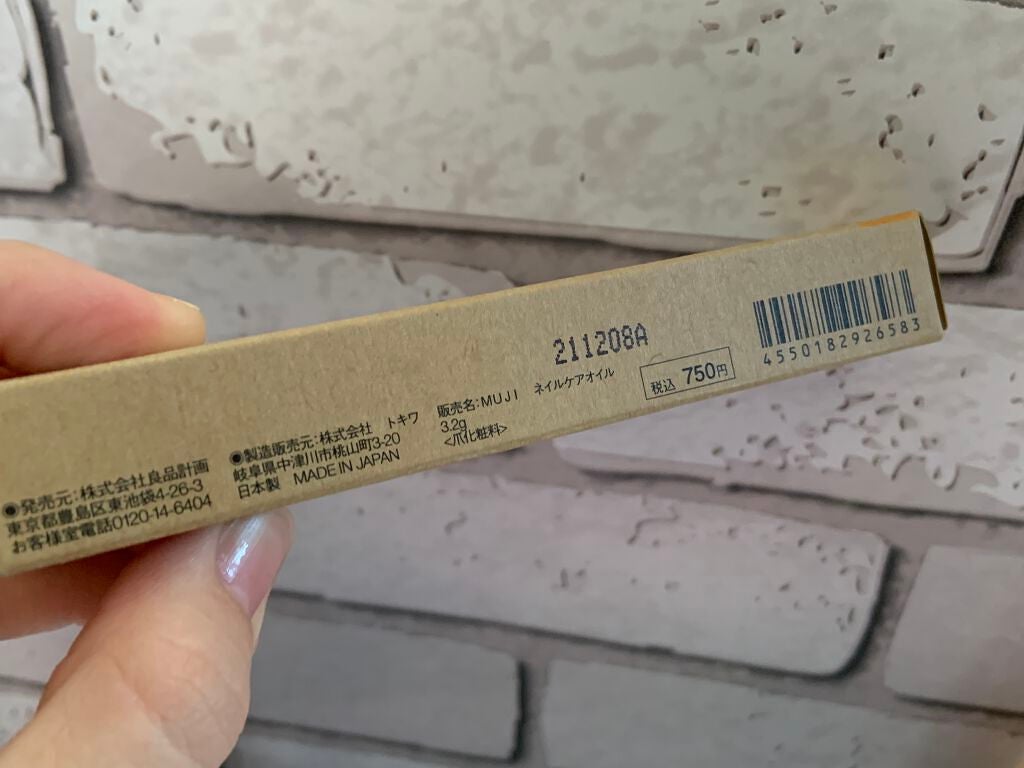 ●発売元:株式会社良品計画
東京都豊島区東池袋4-26-3
お客様室電話0120-14-6404
●製造販売元:株式会社 トキワ
岐阜県中津川市桃山町3-20
日本製 MADE IN JAPAN
販売名:MUJI ネイルケアオイル
3.2g
<爪化粧料>
211208A
税込 750円
4550182926583